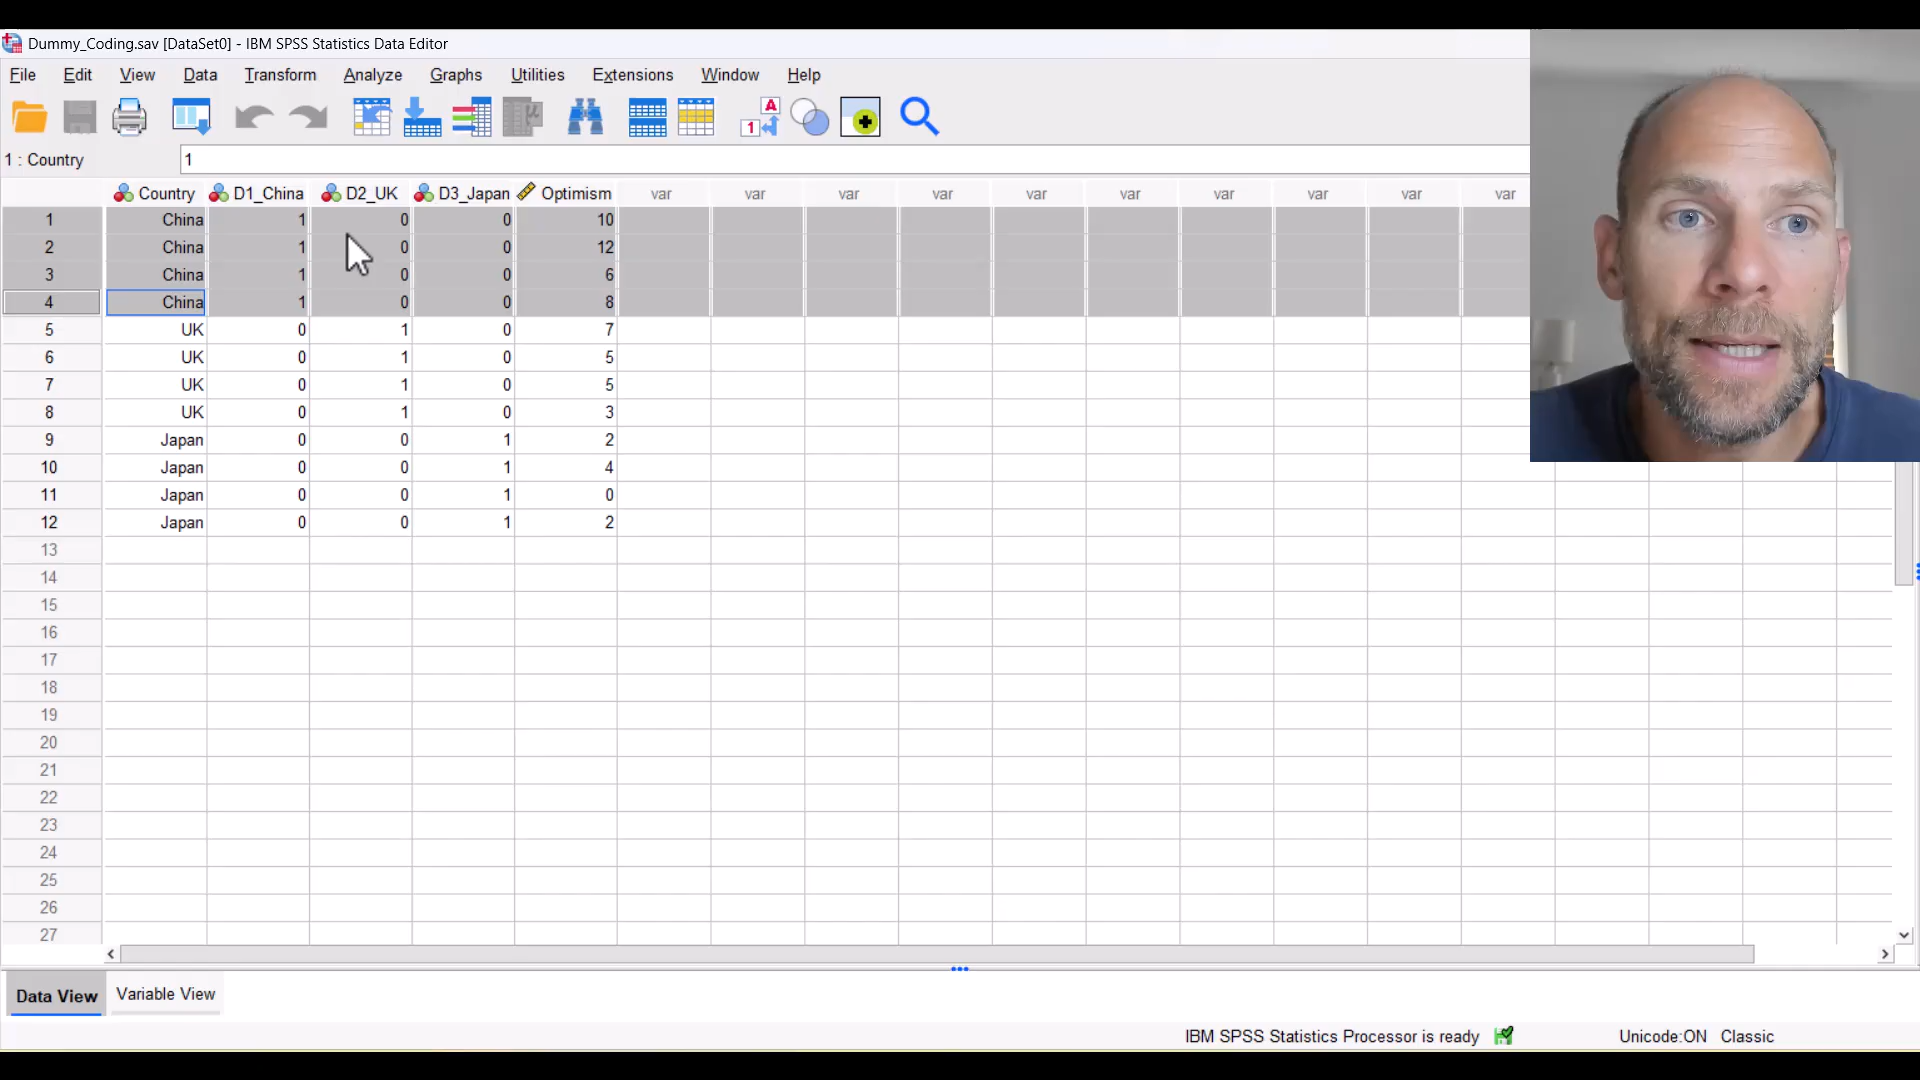 Dummy_Coding.sav [DataSet0] - IBM SPSS Statistics Data Editor
File Edit View Data Transform Analyze Graphs Utilities Extensions Window Help
1 : Country 1
Country D1_China D2_UK D3_Japan Optimism var var var var var var var var var var
1 China 1 0 0 10
2 China 1 0 0 12
3 China 1 0 0 6
4 China 1 0 0 8
5 UK 0 1 0 7
6 UK 0 1 0 5
7 UK 0 1 0 5
8 UK 0 1 0 3
9 Japan 0 0 1 2
10 Japan 0 0 1 4
11 Japan 0 0 1 0
12 Japan 0 0 1 2
13
14
15
16
17
18
19
20
21
22
23
24
25
26
27
Data View Variable View
IBM SPSS Statistics Processor is ready Unicode:ON Classic